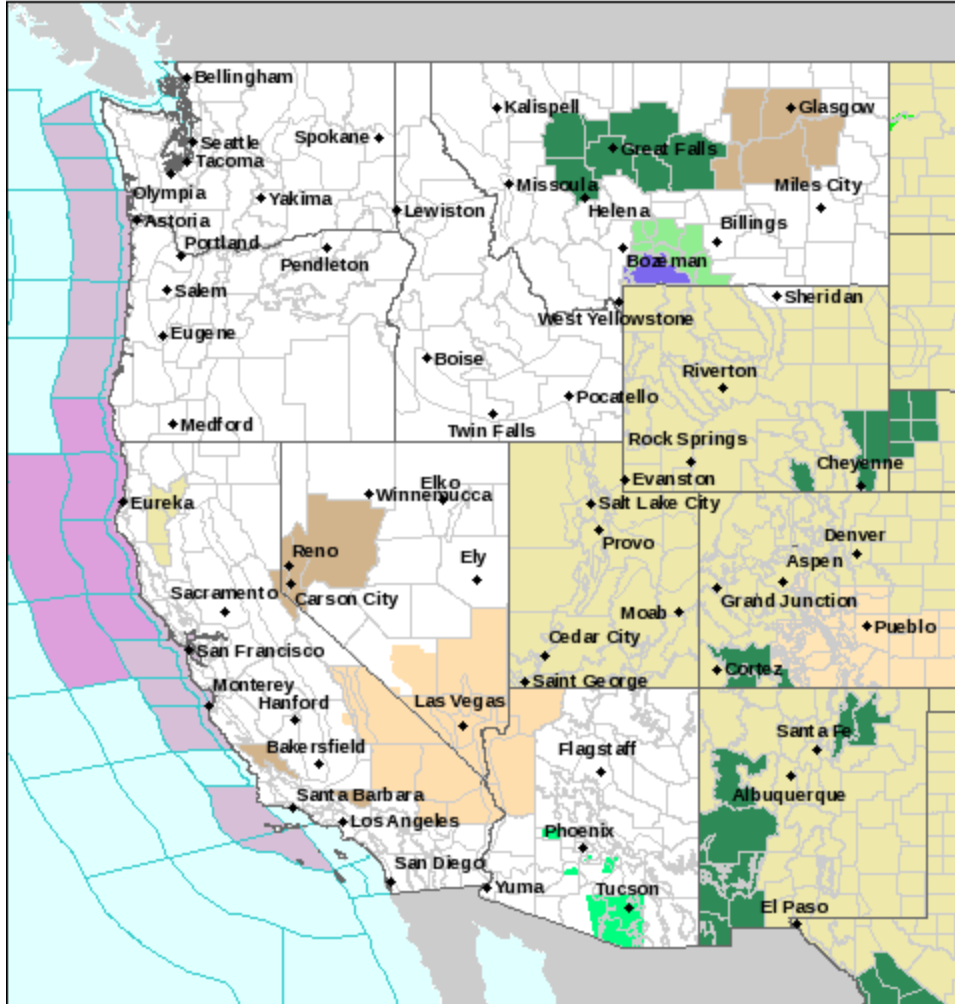 Bellingham
Kalispell
Glasgow
Seattle
Spokane
Great Falls
Tacoma
Olympia
Missoula
Miles City
Yakima
Lewiston
Helena
Astoria
Billings
Portland
Pendleton
Bozeman
Salem
Sheridan
West Yellowstone
Eugene
Boise
Riverton
Pocatello
Medford
Twin Falls
Rock Springs
Cheyenne
Elko
Winnemucca
Evanston
Eureka
Salt Lake City
Provo
Denver
Reno
Ely
Aspen
Sacramento
Carson City
Grand Junction
Moab
Pueblo
Cedar City
San Francisco
Cortez
Saint George
Monterey
Hanford
Las Vegas
Santa Fe
Bakersfield
Flagstaff
Albuquerque
Santa Barbara
Los Angeles
Phoenix
San Diego
Yuma
Tucson
El Paso